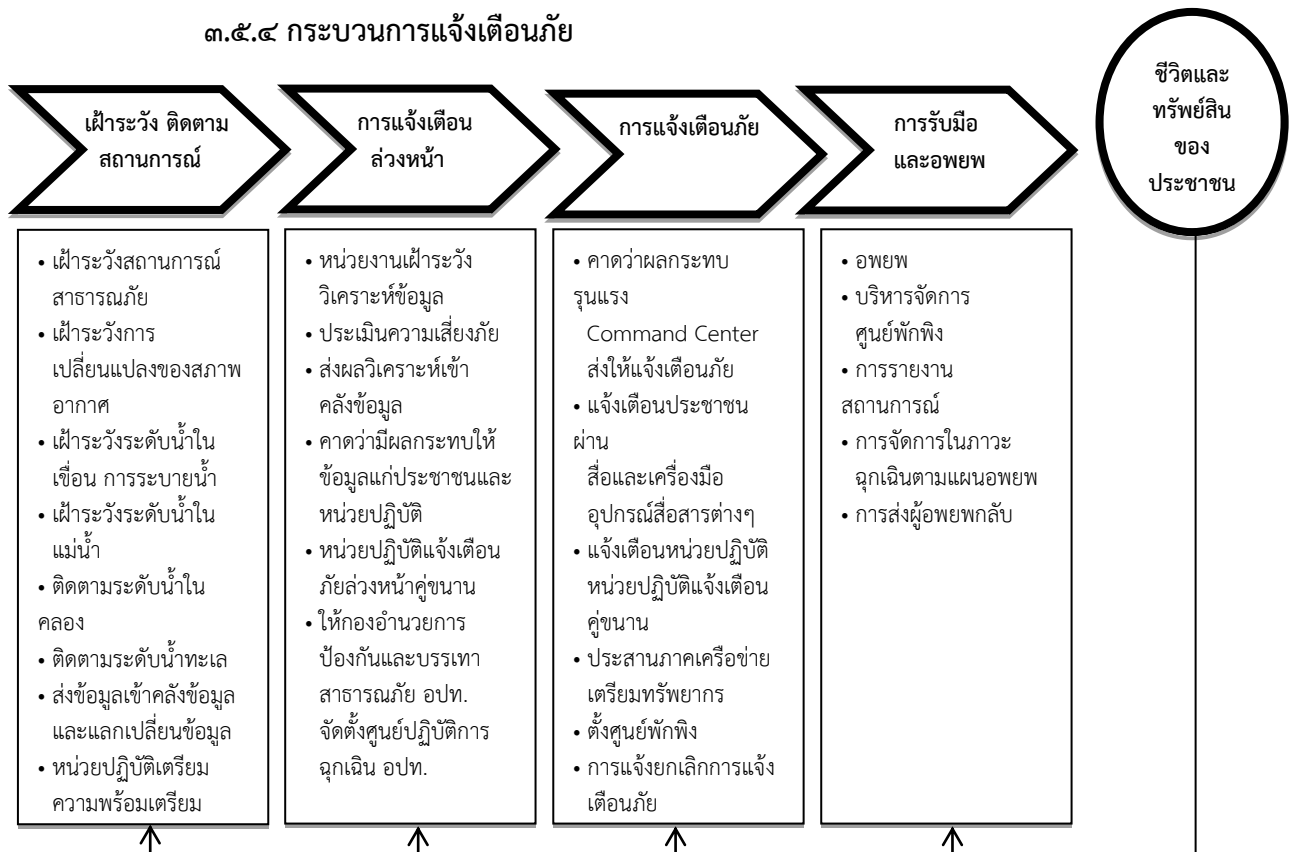 ๓.๕.๔ กระบวนการแจ้งเตือนภัย
เฝ้าระวัง ติดตาม
สถานการณ์
การแจ้งเตือน
ล่วงหน้า
การแจ้งเตือนภัย
การรับมือ
และอพยพ
ชีวิตและ
ทรัพย์สิน
ของ
ประชาชน
• เฝ้าระวังสถานการณ์
สาธารณภัย
• เฝ้าระวังการ
เปลี่ยนแปลงของสภาพ
อากาศ
• เฝ้าระวังระดับน้ำใน
เขื่อน การระบายน้ำ
• เฝ้าระวังระดับน้ำใน
แม่น้ำ
• ติดตามระดับน้ำใน
คลอง
• ติดตามระดับน้ำทะเล
• ส่งข้อมูลเข้าคลังข้อมูล
และแลกเปลี่ยนข้อมูล
• หน่วยปฏิบัติเตรียม
ความพร้อมเตรียม
• หน่วยงานเฝ้าระวัง
วิเคราะห์ข้อมูล
• ประเมินความเสี่ยงภัย
• ส่งผลวิเคราะห์เข้า
คลังข้อมูล
• คาดว่ามีผลกระทบให้
ข้อมูลแก่ประชาชนและ
หน่วยปฏิบัติ
• หน่วยปฏิบัติแจ้งเตือน
ภัยล่วงหน้าคู่ขนาน
• ให้กองอำนวยการ
ป้องกันและบรรเทา
สาธารณภัย อปท.
จัดตั้งศูนย์ปฏิบัติการ
ฉุกเฉิน อปท.
• คาดว่าผลกระทบ
รุนแรง
Command Center
ส่งให้แจ้งเตือนภัย
• แจ้งเตือนประชาชน
ผ่าน
สื่อและเครื่องมือ
อุปกรณ์สื่อสารต่างๆ
• แจ้งเตือนหน่วยปฏิบัติ
หน่วยปฏิบัติแจ้งเตือน
คู่ขนาน
• ประสานภาคเครือข่าย
เตรียมทรัพยากร
• ตั้งศูนย์พักพิง
• การแจ้งยกเลิกการแจ้ง
เตือนภัย
• อพยพ
• บริหารจัดการ
ศูนย์พักพิง
• การรายงาน
สถานการณ์
• การจัดการในภาวะ
ฉุกเฉินตามแผนอพยพ
• การส่งผู้อพยพกลับ